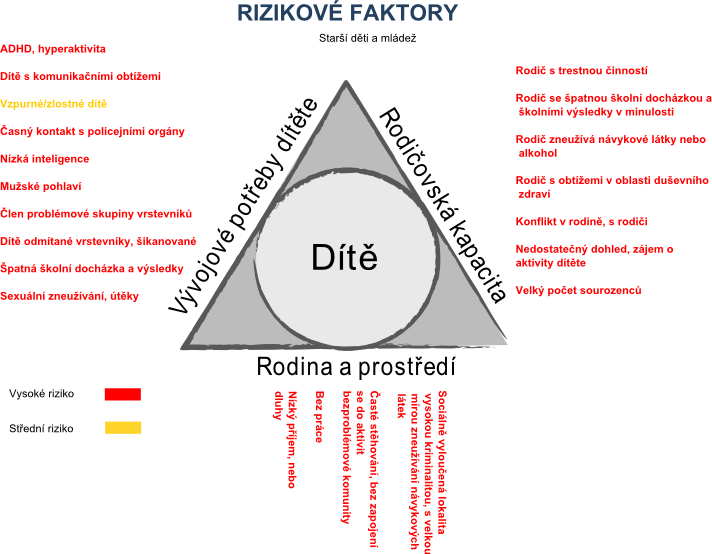 RIZIKOVÉ FAKTORY
Starší děti a mládež
ADHD, hyperaktivita
Dítě s komunikačními obtížemi
Vzpurné/zlostné dítě
Časný kontakt s policejními orgány
Nízká inteligence
Mužské pohlaví
Člen problémové skupiny vrstevníků
Dítě odmítané vrstevníky, šikanované
Špatná školní docházka a výsledky
Sexuální zneužívání, útěky
Vývojové potřeby dítěte
Rodičovská kapacita
Dítě
Rodina a prostředí
Rodič s trestnou činností
Rodič se špatnou školní docházkou a
školními výsledky v minulosti
Rodič zneužívá návykové látky nebo
alkohol
Rodič s obtížemi v oblasti duševního
zdraví
Konflikt v rodině, s rodiči
Nedostatečný dohled, zájem o
aktivity dítěte
Velký počet sourozenců
Vysoké riziko
Střední riziko
Nízký příjem, nebo
dluhy
Bez práce
Časté stěhování, bez zapojení
se do aktivit
bezproblémové komunity
Sociálně vyloučená lokalita
vysokou kriminalitou, s velkou
mírou zneužívání návykových
látek